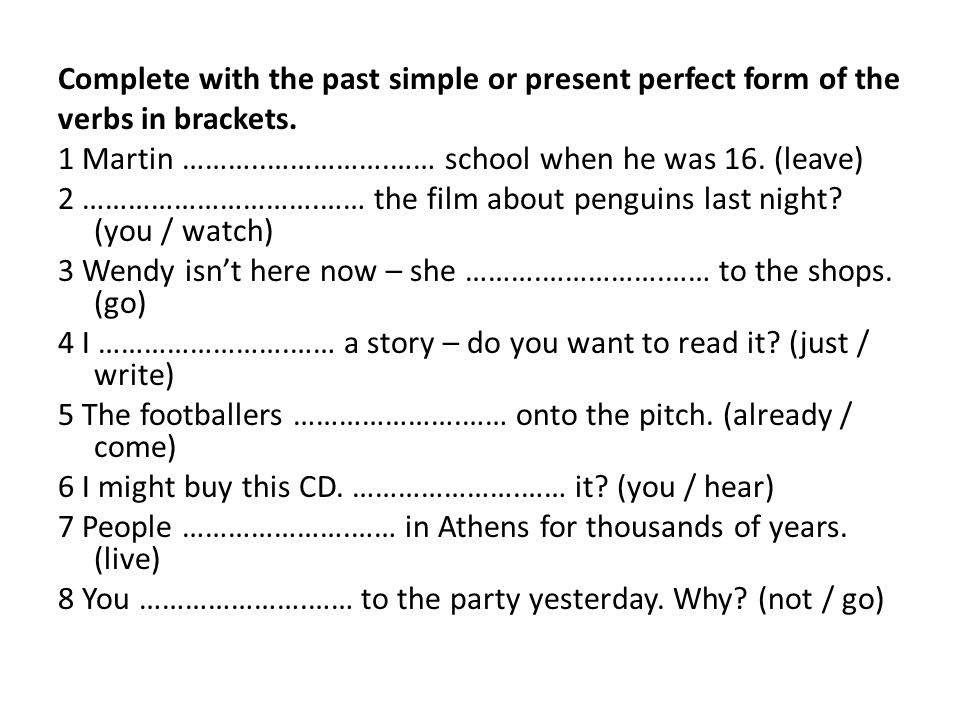 Complete with the past simple or present perfect form of the
verbs in brackets.
1 Martin ………..…………….…… school when he was 16. (leave)
2 ………………………….…… the film about penguins last night?
(you / watch)
3 Wendy isn’t here now – she ……….…………….…… to the shops.
(go)
4 I …………………….…… a story – do you want to read it? (just /
write)
5 The footballers ………………….…… onto the pitch. (already /
come)
6 I might buy this CD. ………………….…… it? (you / hear)
7 People ………………….…… in Athens for thousands of years.
(live)
8 You ………………….…… to the party yesterday. Why? (not / go)